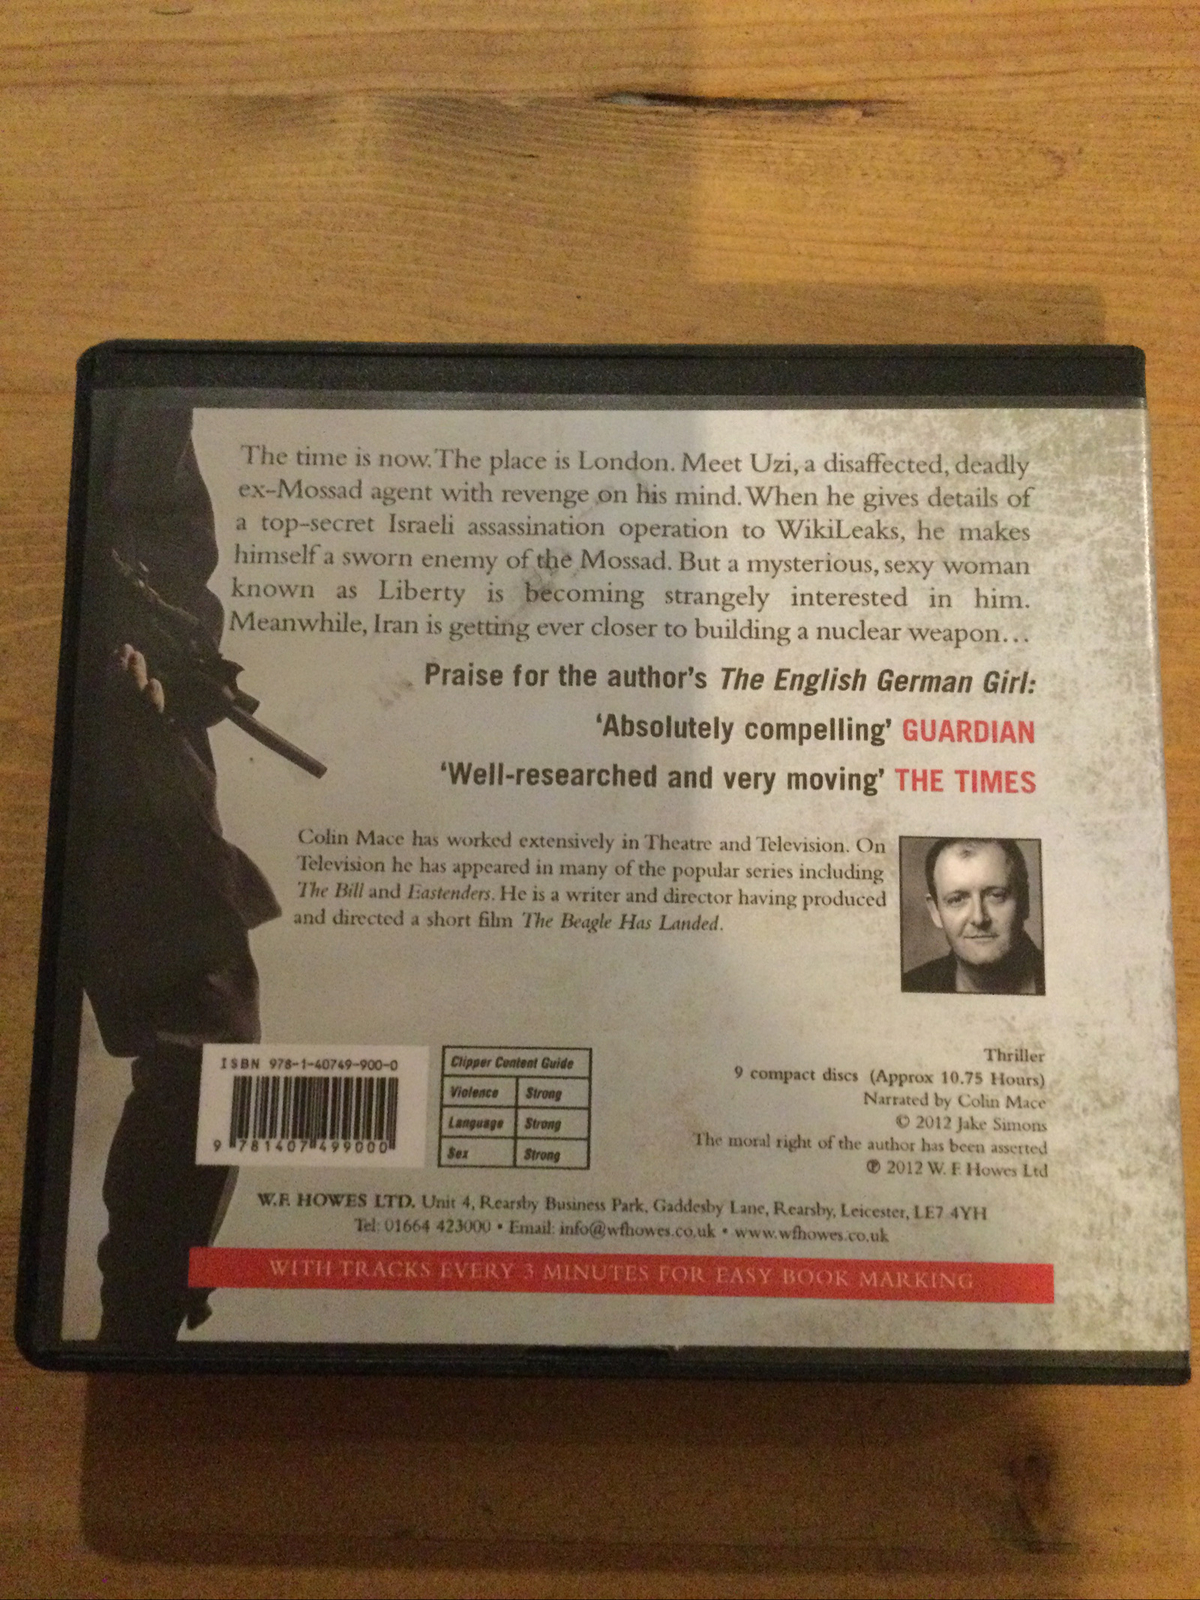 The time is now. The place is London. Meet Uzi, a disaffected, deadly
ex-Mossad agent with revenge on his mind. When he gives details of
a top-secret Israeli assassination operation to WikiLeaks, he makes
himself a sworn enemy of the Mossad. But a mysterious, sexy woman
known as Liberty is becoming strangely interested in him.
Meanwhile, Iran is getting ever closer to building a nuclear weapon...
Praise for the author's The English German Girl:
'Absolutely compelling' GUARDIAN
'Well-researched and very moving' THE TIMES
Colin Mace has worked extensively in Theatre and Television. On
Television he has appeared in many of the popular series including
The Bill and Eastenders. He is a writer and director having produced
and directed a short film The Beagle Has Landed.
ISBN 978-1-40749-900-0
9 781407 499000
Clipper Content Guide
Violence Strong
Language Strong
Sex Strong
Thriller
9 compact discs (Approx 10.75 Hours)
Narrated by Colin Mace
© 2012 Jake Simons
The moral right of the author has been asserted
℗ 2012 W. F. Howes Ltd
W.F. HOWES LTD. Unit 4, Rearsby Business Park, Gaddesby Lane, Rearsby, Leicester, LE7 4YH
Tel: 01664 423000 • Email: info@wfhowes.co.uk • www.wfhowes.co.uk
WITH TRACKS EVERY 3 MINUTES FOR EASY BOOK MARKING